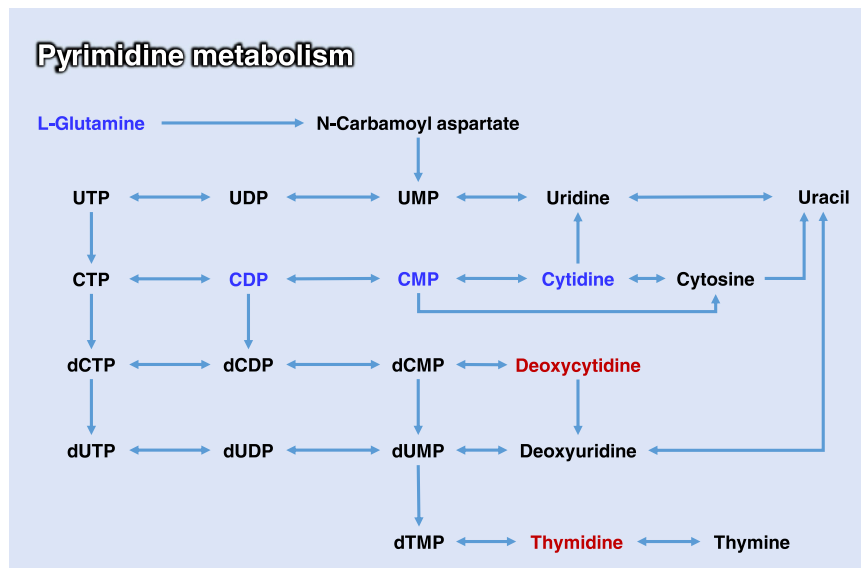 Pyrimidine metabolism
L-Glutamine N-Carbamoyl aspartate
UTP UDP UMP Uridine Uracil
CTP CDP CMP Cytidine Cytosine
dCTP dCDP dCMP Deoxycytidine
dUTP dUDP dUMP Deoxyuridine
dTMP Thymidine Thymine